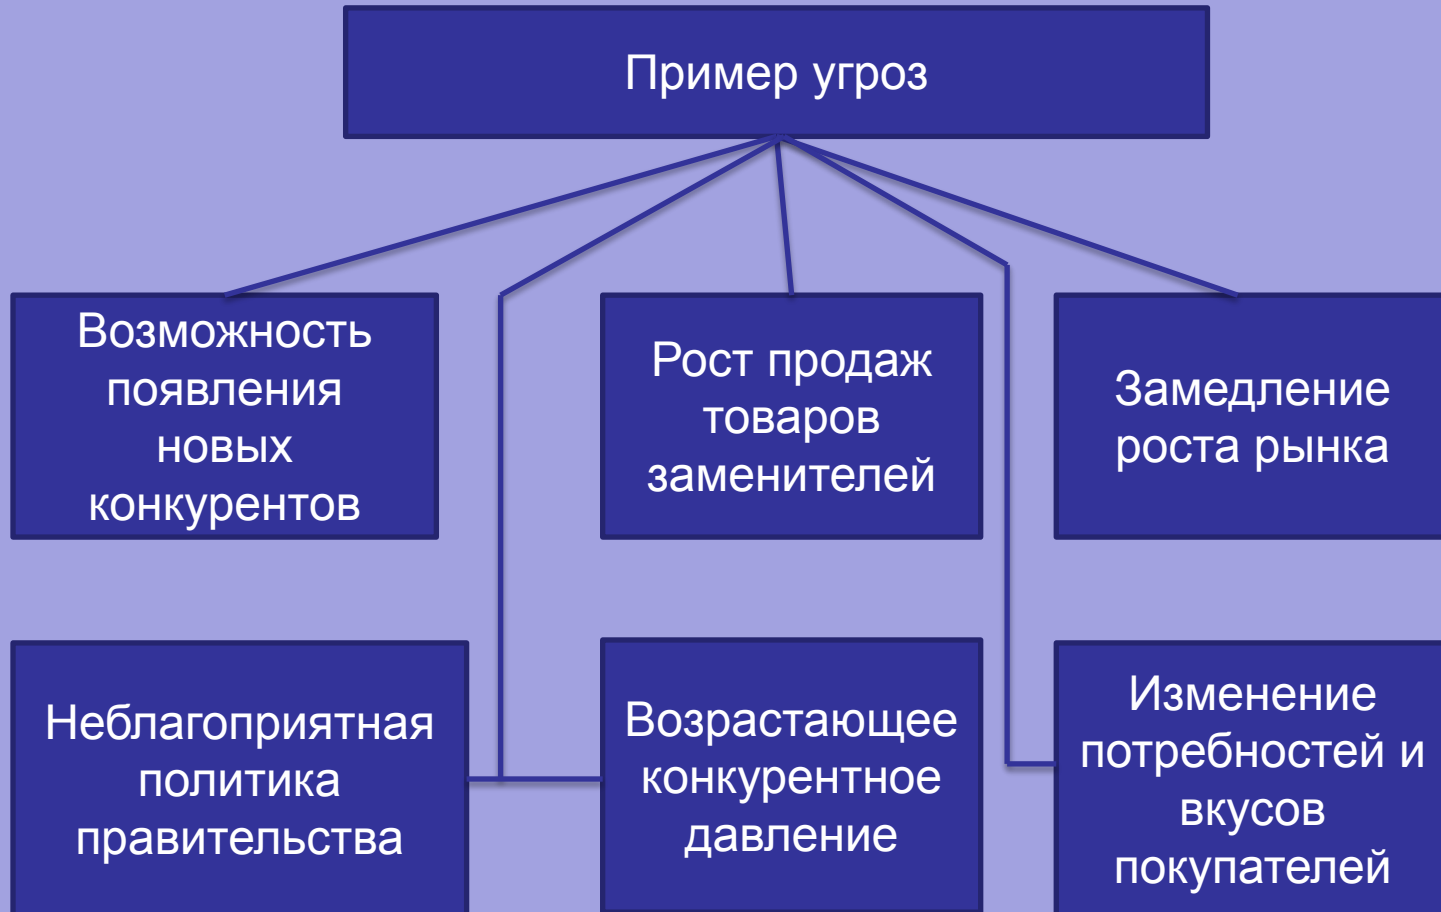 Пример угроз
Возможность
появления
новых
конкурентов
Рост продаж
товаров
заменителей
Замедление
роста рынка
Неблагоприятная
политика
правительства
Возрастающее
конкурентное
давление
Изменение
потребностей и
вкусов
покупателей